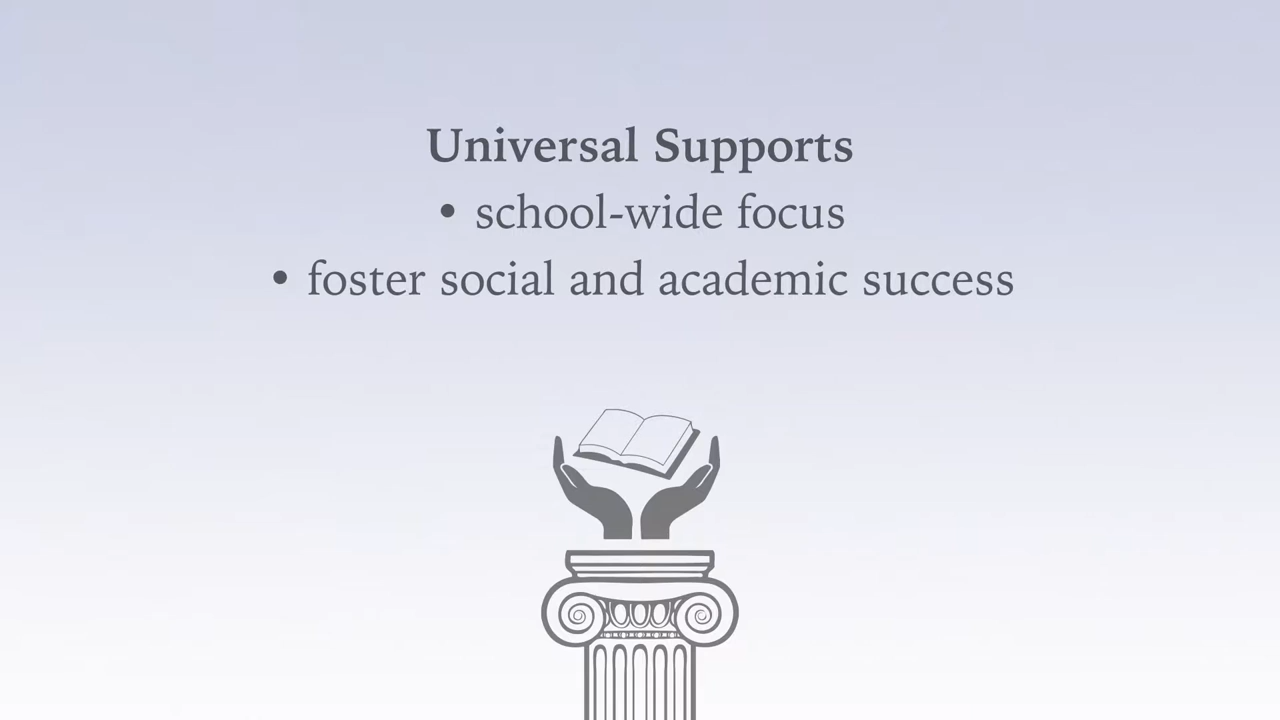 Universal Supports
• school-wide focus
• foster social and academic success